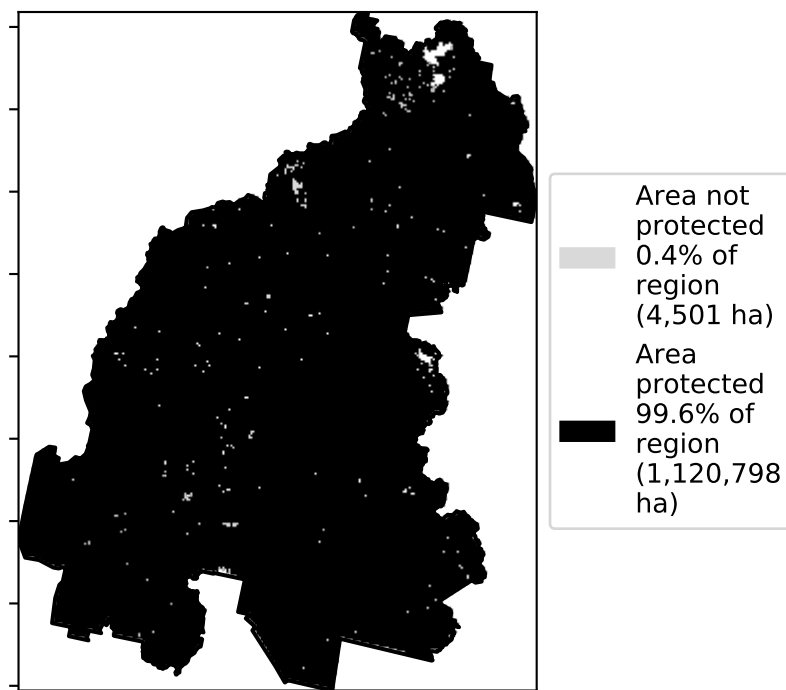 Area not
protected
0.4% of
region
(4,501 ha)
Area
protected
99.6% of
region
(1,120,798
ha)